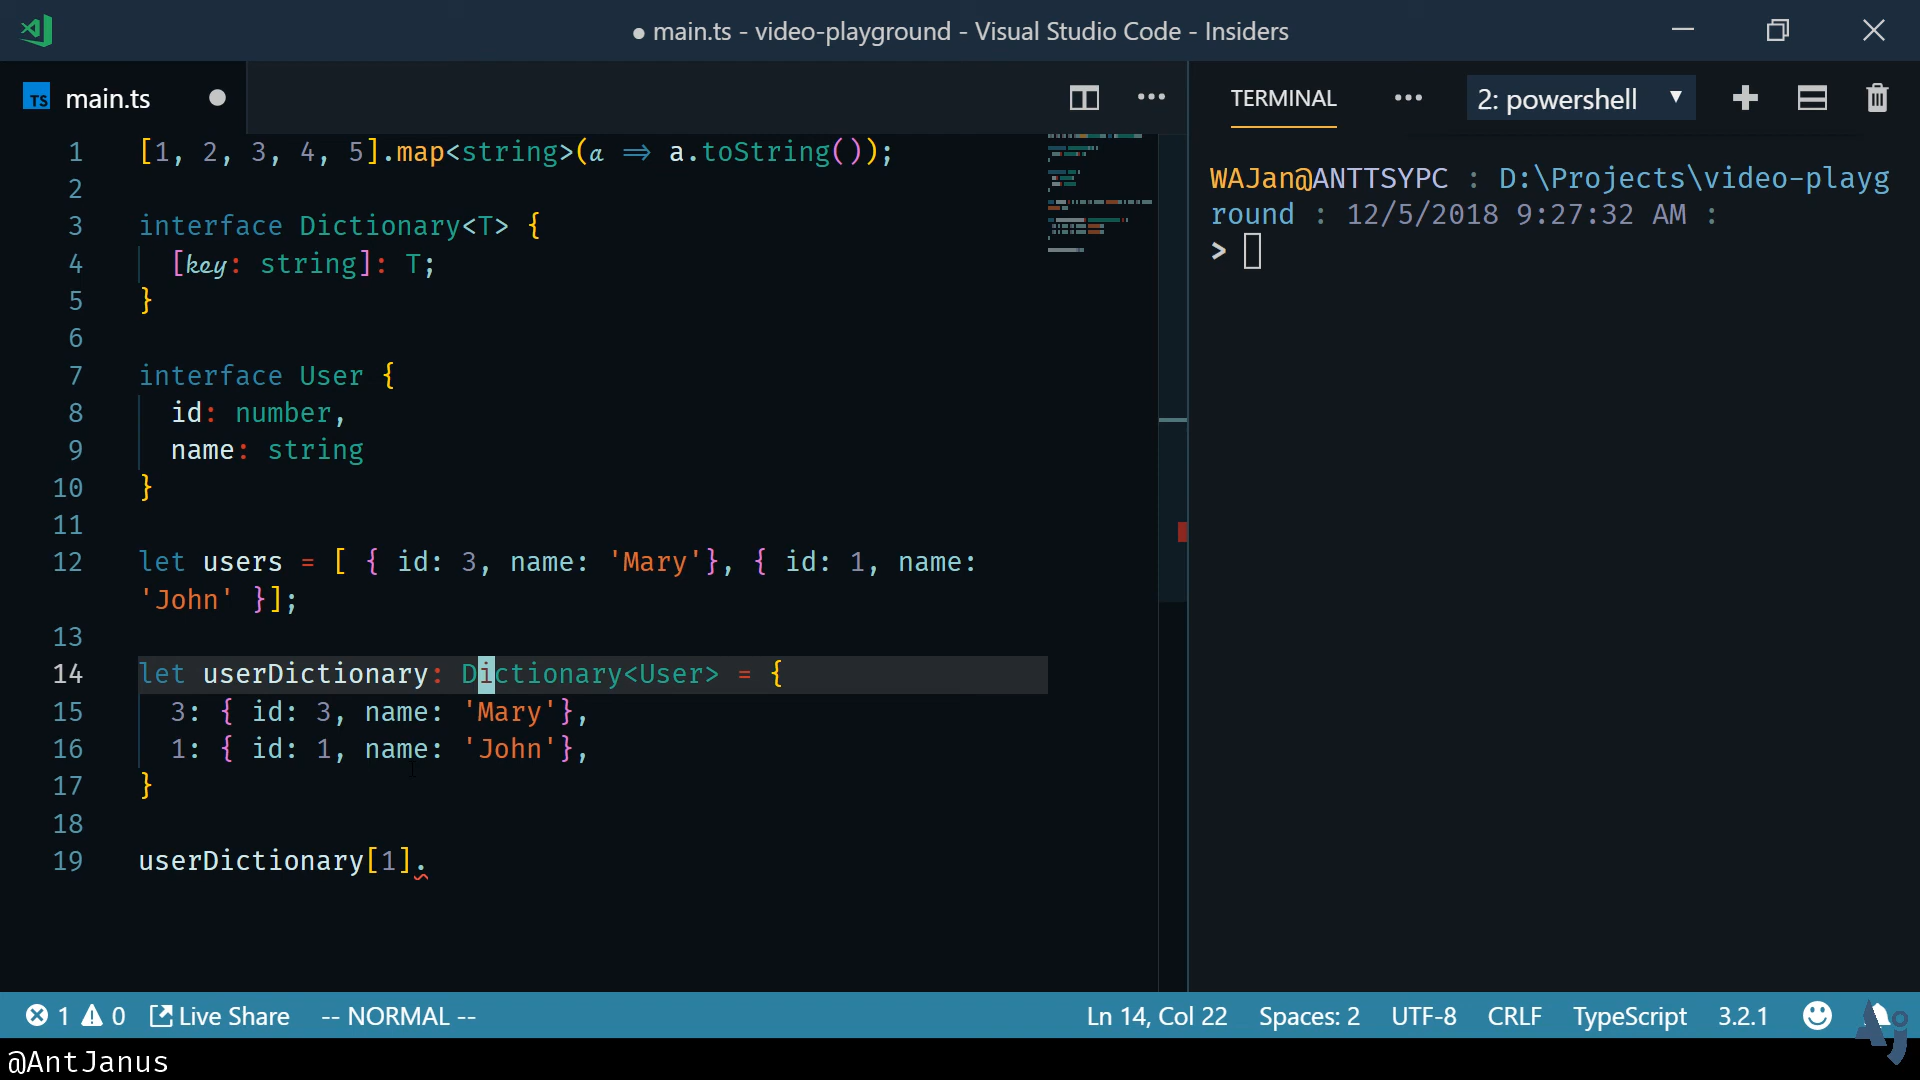 main.ts - video-playground - Visual Studio Code - Insiders
TS main.ts
TERMINAL
2: powershell
1 [1, 2, 3, 4, 5].map<string>(a => a.toString());
2
3 interface Dictionary<T> {
4 [key: string]: T;
5 }
6
7 interface User {
8 id: number,
9 name: string
10 }
11
12 let users = [ { id: 3, name: 'Mary'}, { id: 1, name:
'John' }];
13
14 let userDictionary: Dictionary<User> = {
15 3: { id: 3, name: 'Mary'},
16 1: { id: 1, name: 'John'},
17 }
18
19 userDictionary[1].
WAJan@ANTTSYPC : D:\Projects\video-playg
round : 12/5/2018 9:27:32 AM :
>
1 0 Live Share -- NORMAL -- Ln 14, Col 22 Spaces: 2 UTF-8 CRLF TypeScript 3.2.1
@AntJanus
Aj